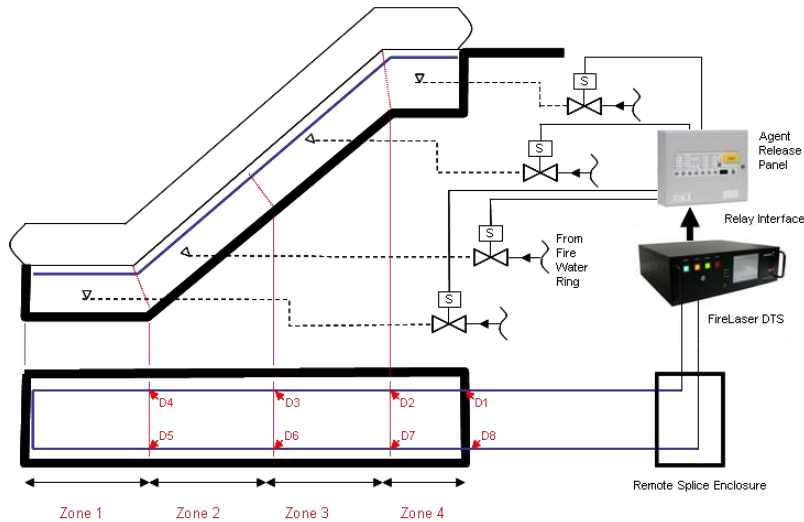 S
S
S
S
Agent
Release
Panel
Relay Interface
From
Fire
Water
Ring
FireLaser DTS
D4
D3
D2
D1
D5
D6
D7
D8
Remote Splice Enclosure
Zone 1
Zone 2
Zone 3
Zone 4